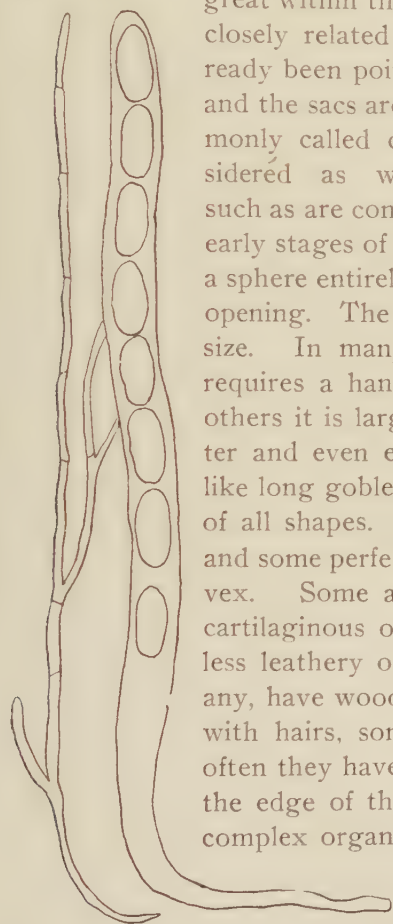 great within th
closely related
ready been poi
and the sacs are
monly called c
sidered as w
such as are con
early stages of
a sphere entirel
opening. The
size. In man
requires a han
others it is larg
ter and even e
like long goble
of all shapes.
and some perfe
vex. Some a
cartilaginous o
less leathery o
any, have wood
with hairs, son
often they have
the edge of th
complex organ